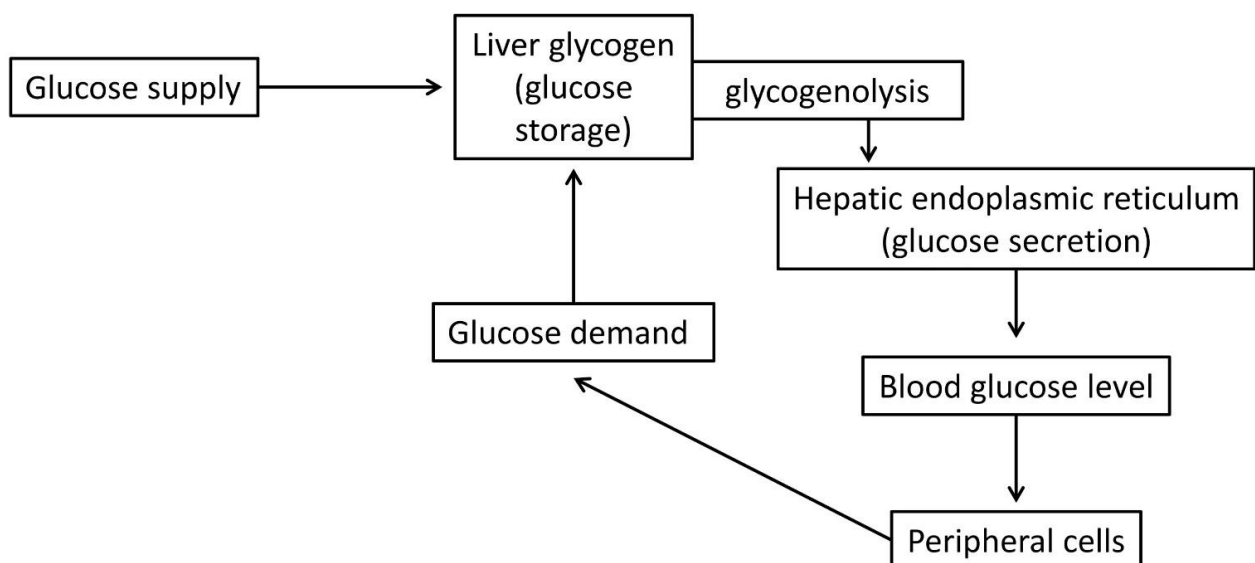 Glucose supply
Liver glycogen
(glucose
storage)
glycogenolysis
Hepatic endoplasmic reticulum
(glucose secretion)
Glucose demand
Blood glucose level
Peripheral cells